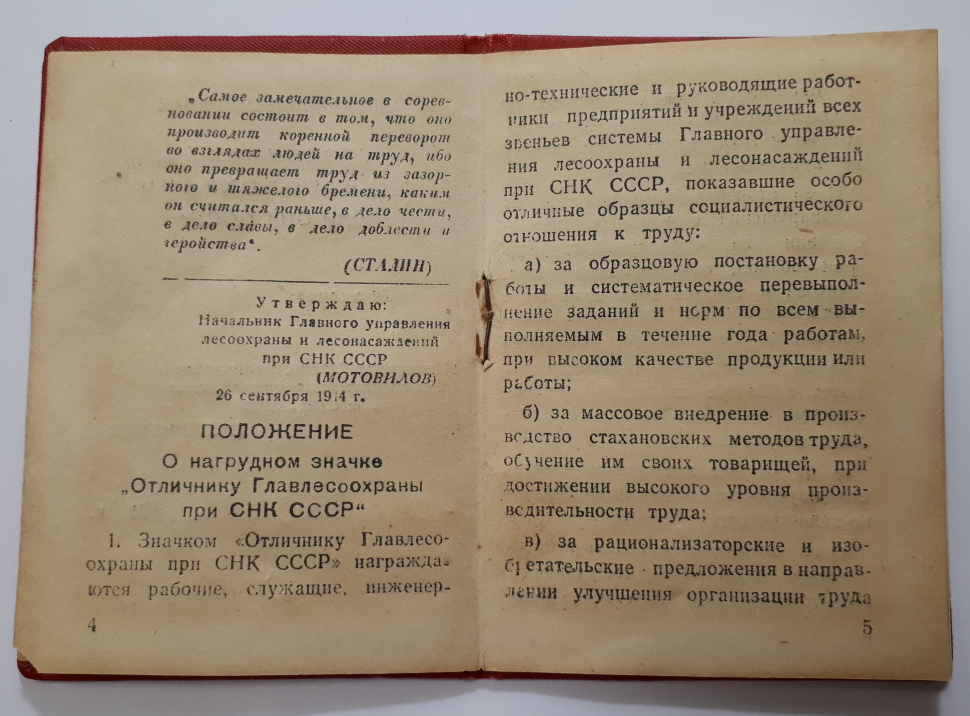 „Самое замечательное в сорев-
новании состоит в том, что оно
производит коренной переворот
во взглядах людей на труд, ибо
оно превращает труд из зазор-
ного и тяжелого бремени, каким
он считался раньше, в дело чести,
в дело славы, в дело доблести и
геройства“.
(СТАЛИН)
Утверждаю:
Начальник Главного управления
лесоохраны и лесонасаждений
при СНК СССР
(МОТОВИЛОВ)
26 сентября г.
ПОЛОЖЕНИЕ
О нагрудном значке
„Отличнику Главлесоохраны
при СНК СССР“
1. Значком «Отличнику Главлесо-
охраны при СНК СССР» награжда-
ются рабочие, служащие, инженер-
4
но-технические и руководящие работ-
ники предприятий и учреждений всех
звеньев системы Главного управле-
ния лесоохраны и лесонасаждений
при СНК СССР, показавшие особо
отличные образцы социалистического
отношения к труду:
а) за образцовую постановку ра-
боты и систематическое перевыпол-
нение заданий и норм по всем вы-
полняемым в течение года работам,
при высоком качестве продукции или
работы;
б) за массовое внедрение в произ-
водство стахановских методов труда,
обучение им своих товарищей, при
достижении высокого уровня произ-
водительности труда;
в) за рационализаторские и изо-
бретательские предложения в направ-
лении улучшения организации труда
5